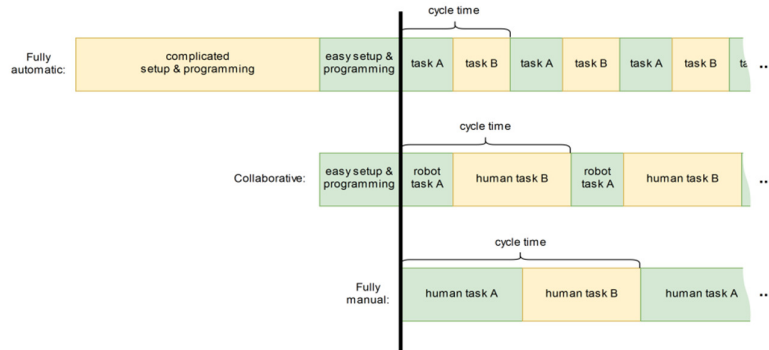 cycle time
Fully
automatic:
complicated
setup & programming
easy setup &
programming
task A
task B
task A
task B
task A
task B
ta
..
cycle time
Collaborative:
easy setup &
programming
robot
task A
human task B
robot
task A
human task B
..
cycle time
Fully
manual:
human task A
human task B
human task A
..